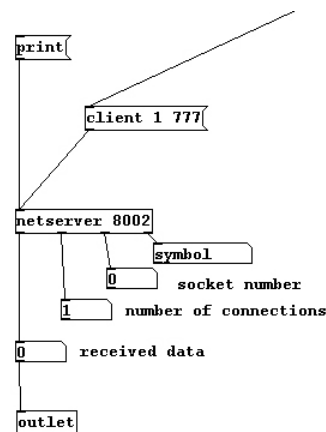 print
client 1 777
netserver 8002
symbol
0
socket number
1
number of connections
0
received data
outlet